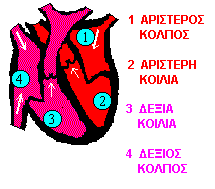 1 ΑΡΙΣΤΕΡΟΣ
ΚΟΛΠΟΣ
2 ΑΡΙΣΤΕΡΗ
ΚΟΙΛΙΑ
3 ΔΕΞΙΑ
ΚΟΙΛΙΑ
4 ΔΕΞΙΟΣ
ΚΟΛΠΟΣ
1
4
2
3